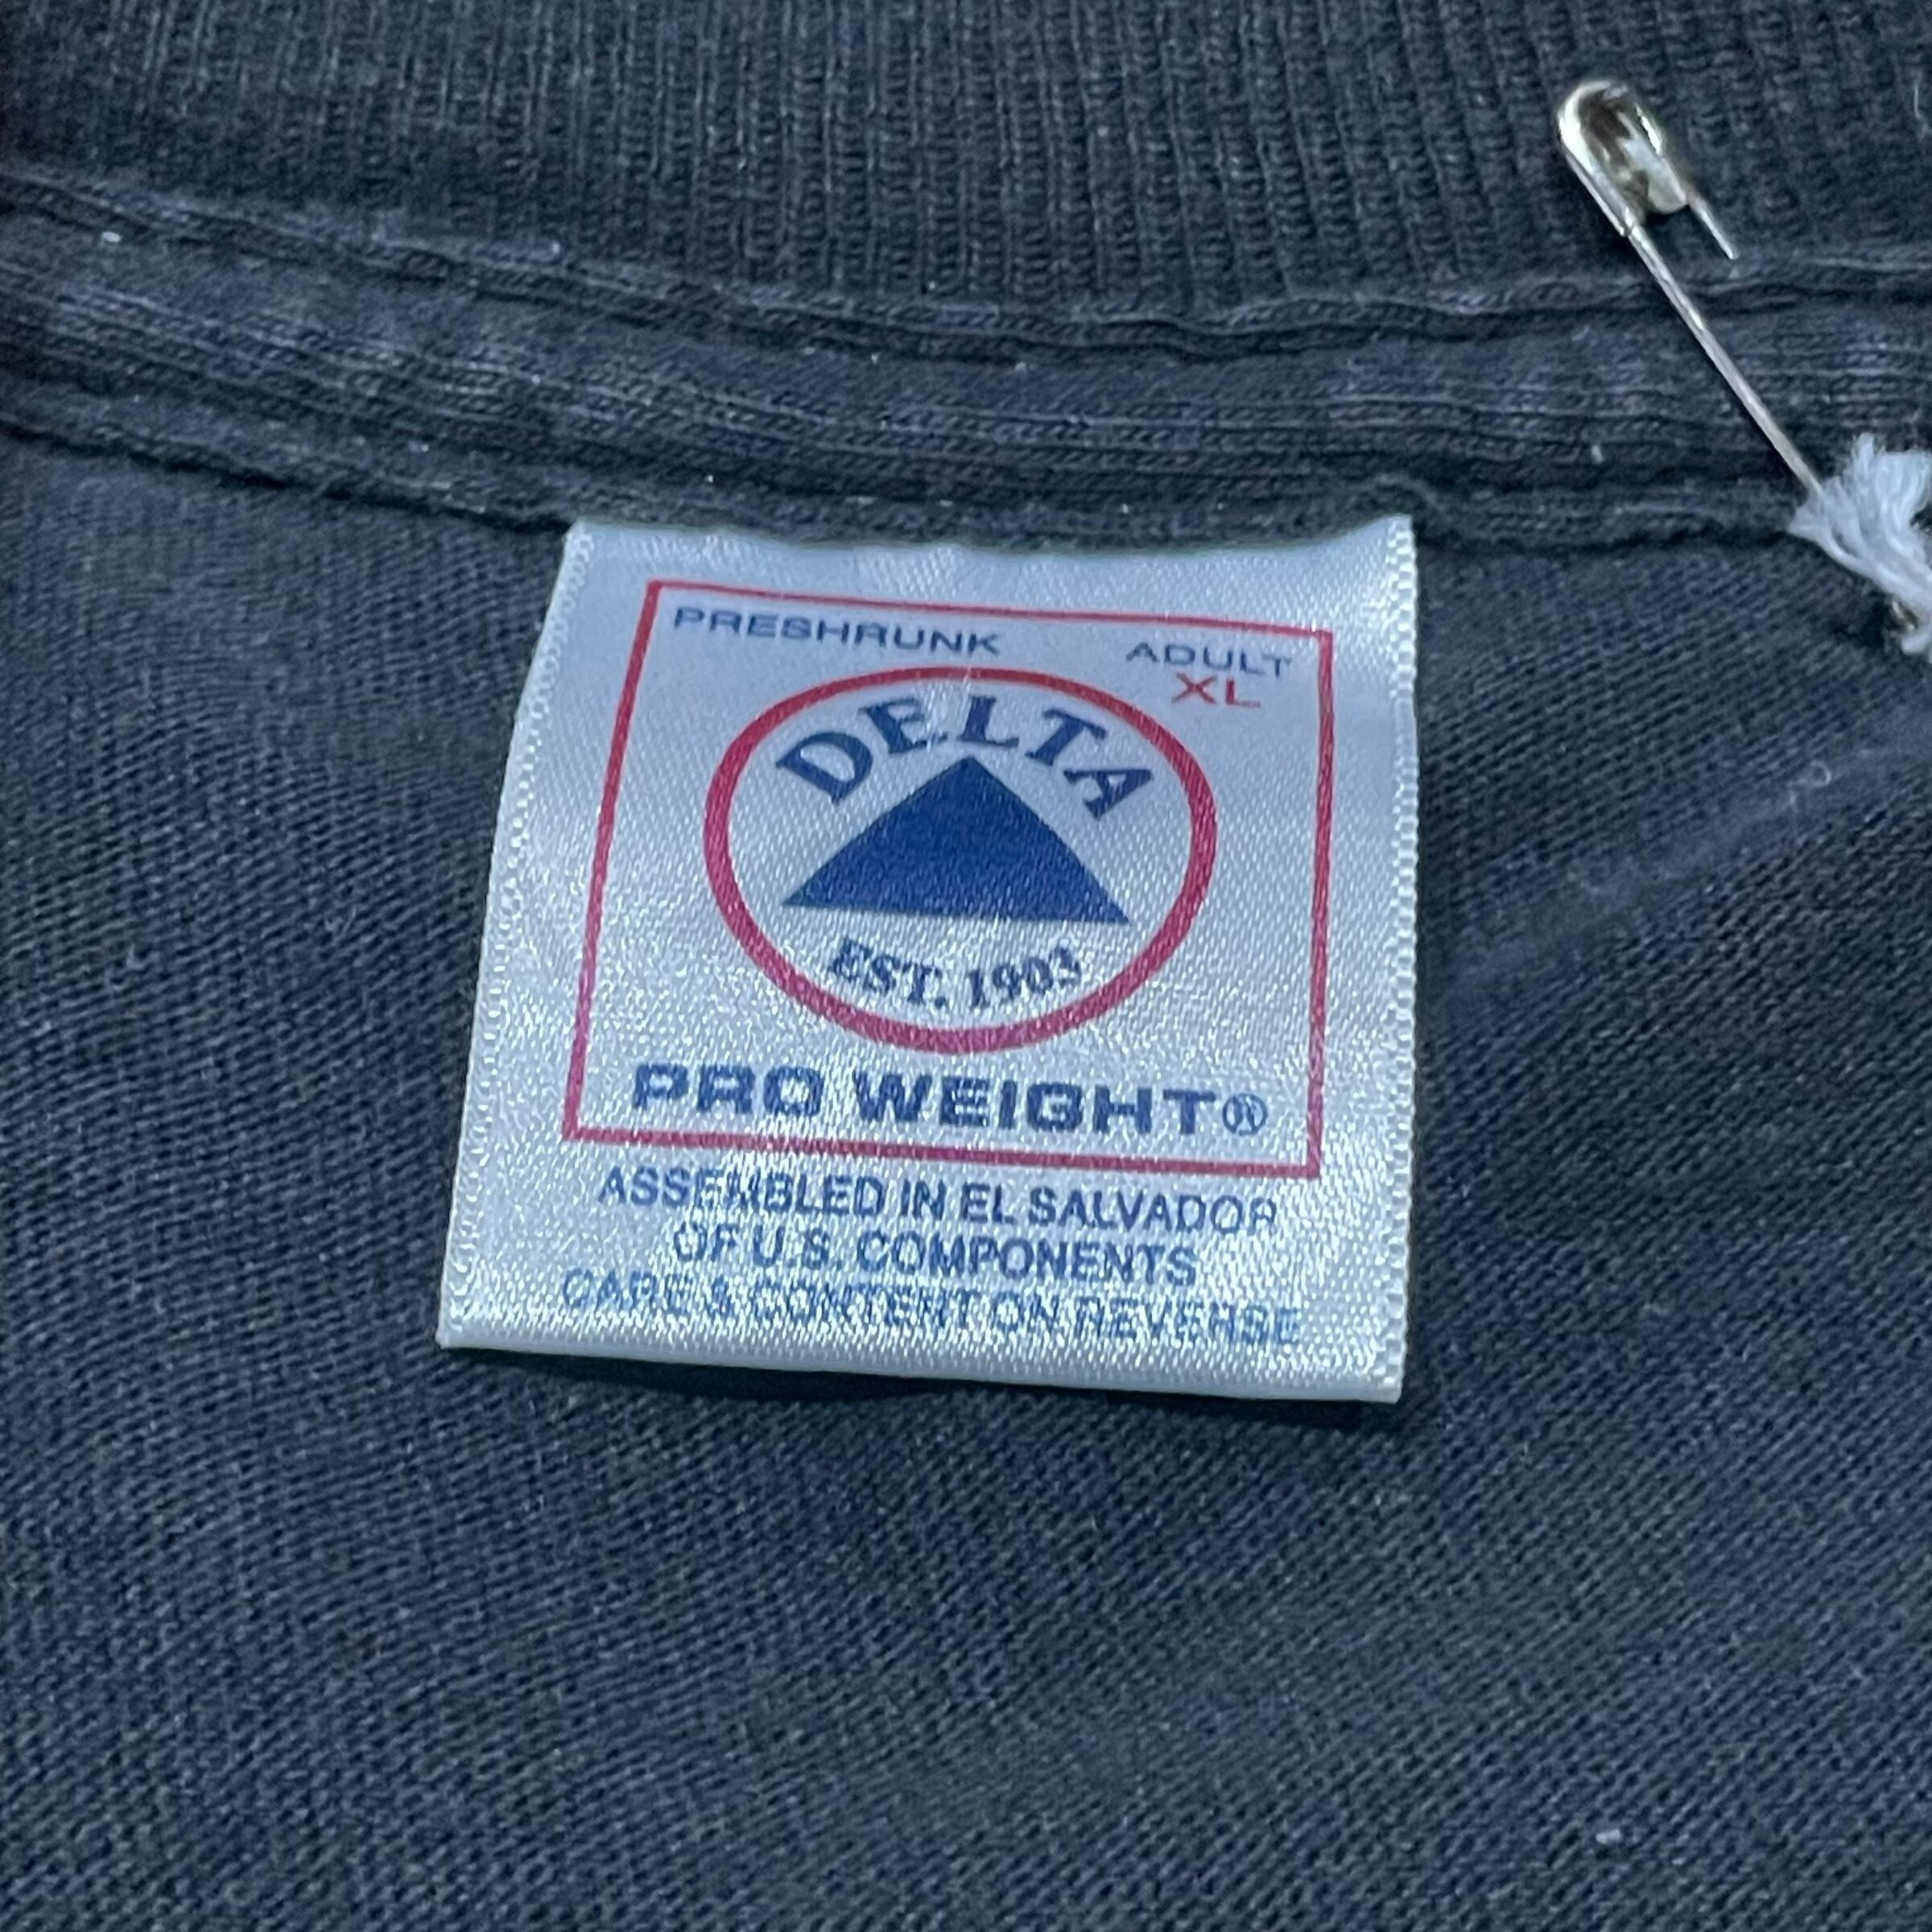 PRESHRUNK ADULT
XL
DELTA
EST. 1903
PRO WEIGHT®
ASSEMBLED IN EL SALVADOR
OF U.S. COMPONENTS
CARE & CONTENT ON REVERSE